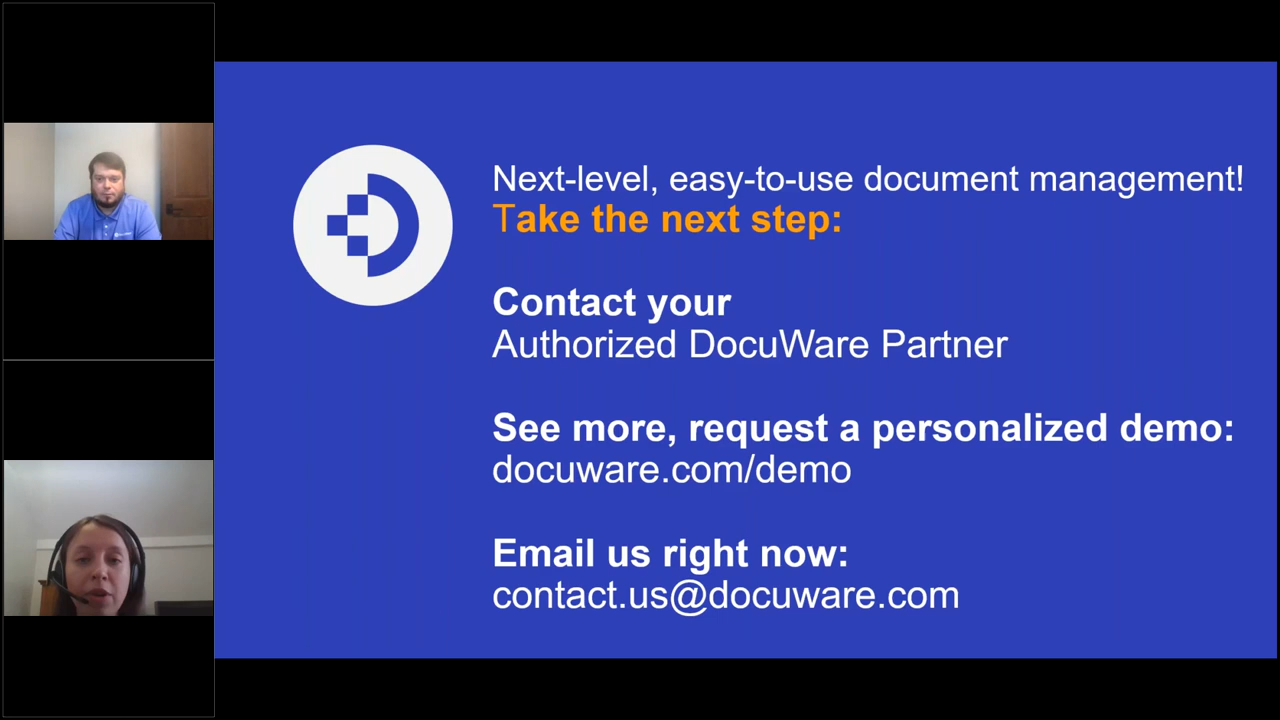 Next-level, easy-to-use document management!
Take the next step:
Contact your
Authorized DocuWare Partner
See more, request a personalized demo:
docuware.com/demo
Email us right now:
contact.us@docuware.com